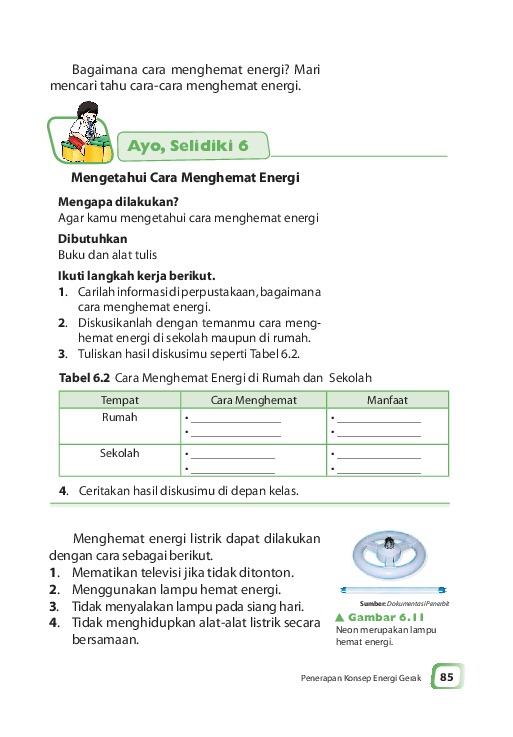 Bagaimana cara menghemat energi? Mari
mencari tahu cara-cara menghemat energi.
Ayo, Selidiki 6
Mengetahui Cara Menghemat Energi
Mengapa dilakukan?
Agar kamu mengetahui cara menghemat energi
Dibutuhkan
Buku dan alat tulis
Ikuti langkah kerja berikut.
1. Carilah informasi di perpustakaan, bagaimana
cara menghemat energi.
2. Diskusikanlah dengan temanmu cara meng-
hemat energi di sekolah maupun di rumah.
3. Tuliskan hasil diskusimu seperti Tabel 6.2.
Tabel 6.2 Cara Menghemat Energi di Rumah dan Sekolah
Tempat Cara Menghemat Manfaat
Rumah • ________________ • ________________
• ________________ • ________________
Sekolah • ________________ • ________________
• ________________ • ________________
4. Ceritakan hasil diskusimu di depan kelas.
Menghemat energi listrik dapat dilakukan
dengan cara sebagai berikut.
1. Mematikan televisi jika tidak ditonton.
2. Menggunakan lampu hemat energi.
3. Tidak menyalakan lampu pada siang hari.
4. Tidak menghidupkan alat-alat listrik secara
bersamaan.
Sumber: Dokumentasi Penerbit
▲ Gambar 6.11
Neon merupakan lampu
hemat energi.
Penerapan Konsep Energi Gerak 85